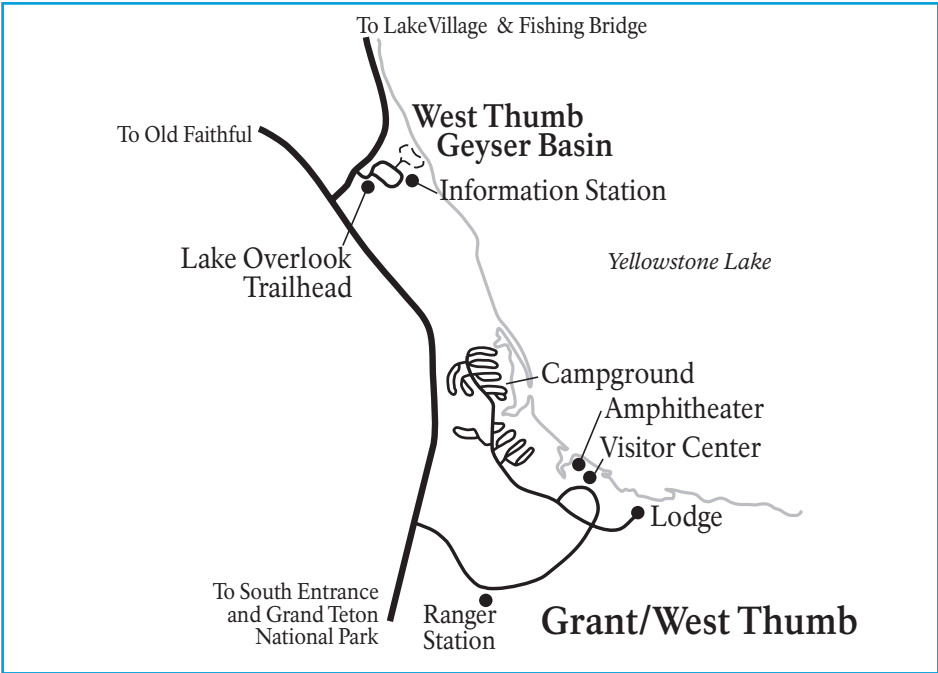 To LakeVillage & Fishing Bridge
To Old Faithful
West Thumb
Geyser Basin
Information Station
Lake Overlook
Trailhead
Yellowstone Lake
Campground
Amphitheater
Visitor Center
Lodge
To South Entrance
and Grand Teton
National Park
Ranger
Station
Grant/West Thumb